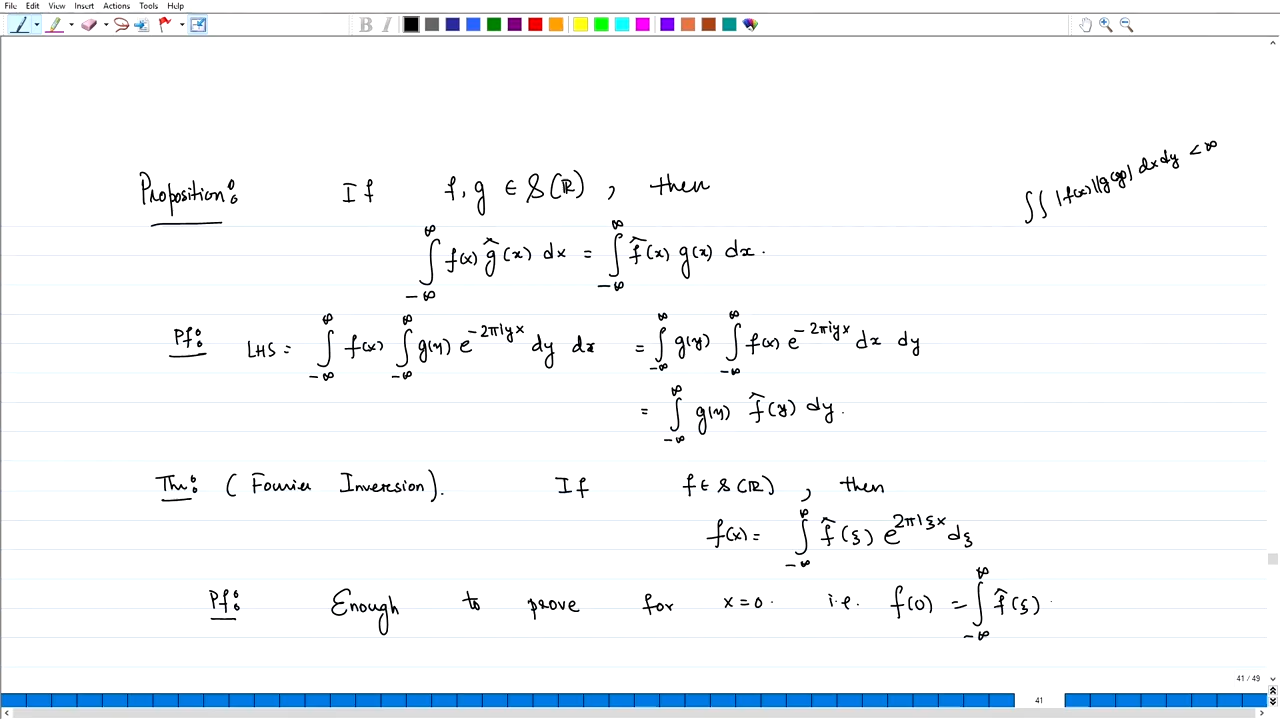 File Edit View Insert Actions Tools Help
B I
∫∫ |f(x)||g(y)| dx dy < ∞
Proposition: If f, g ∈ S(ℝ), then
∫_{-∞}^{∞} f(x) ĝ(x) dx = ∫_{-∞}^{∞} f̂(x) g(x) dx.
Pf: LHS = ∫_{-∞}^{∞} f(x) ∫_{-∞}^{∞} g(y) e^{-2πiyx} dy dx = ∫_{-∞}^{∞} g(y) ∫_{-∞}^{∞} f(x) e^{-2πiyx} dx dy
= ∫_{-∞}^{∞} g(y) f̂(y) dy.
Thm: (Fourier Inversion). If f ∈ S(ℝ), then
f(x) = ∫_{-∞}^{∞} f̂(ξ) e^{2πiξx} dξ
Pf: Enough to prove for x=0. i.e. f(0) = ∫_{-∞}^{∞} f̂(ξ)
41 / 49
41